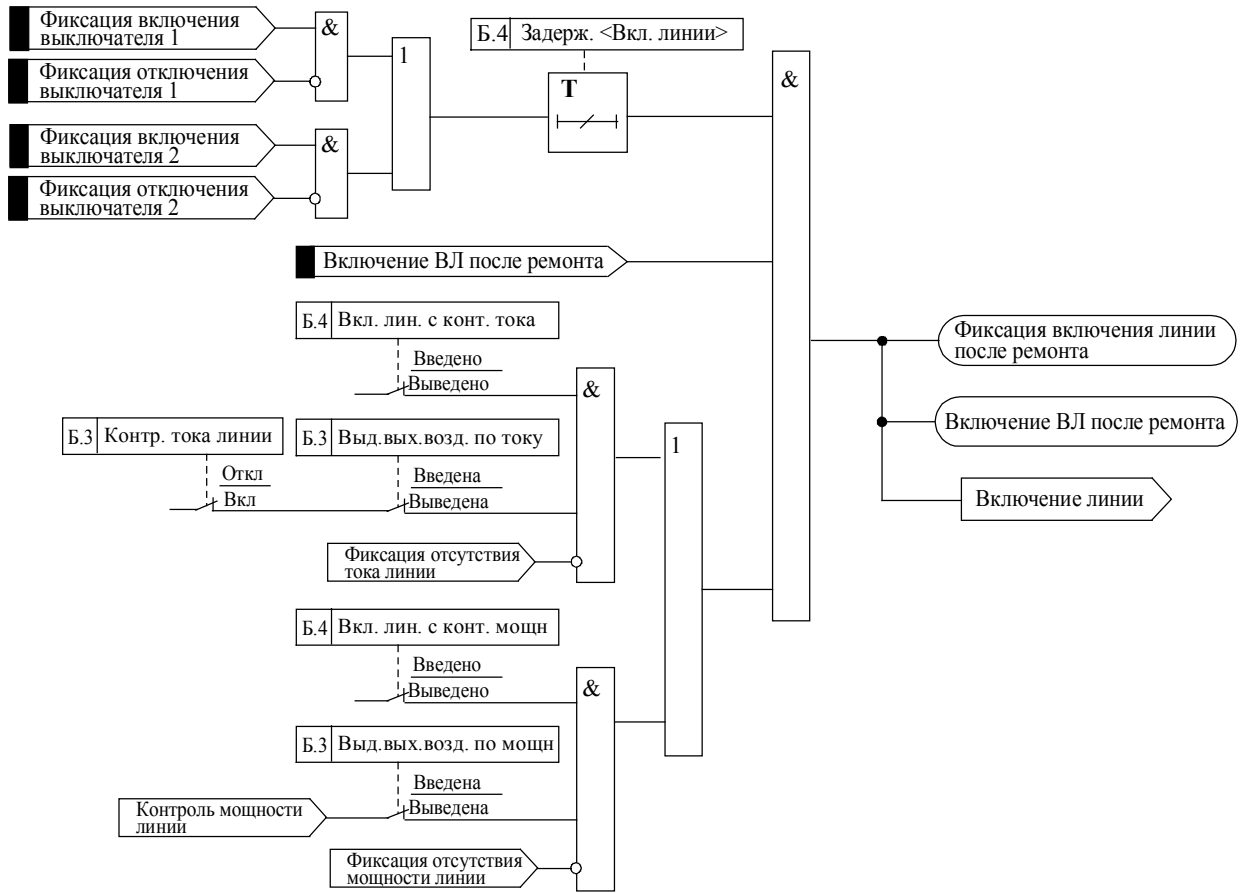 Фиксация включения
выключателя 1
&
Фиксация отключения
выключателя 1
1
Б.4 Задерж. <Вкл. линии>
T
&
Фиксация включения
выключателя 2
&
Фиксация отключения
выключателя 2
Включение ВЛ после ремонта
Б.4 Вкл. лин. с конт. тока
Введено
Выведено
&
Б.3 Контр. тока линии
Откл
Вкл
Б.3 Выд.вых.возд. по току
Введена
Выведена
Фиксация отсутствия
тока линии
1
Фиксация включения линии
после ремонта
Включение ВЛ после ремонта
Включение линии
Б.4 Вкл. лин. с конт. мощн
Введено
Выведено
&
Б.3 Выд.вых.возд. по мощн
Введена
Выведена
Контроль мощности
линии
Фиксация отсутствия
мощности линии